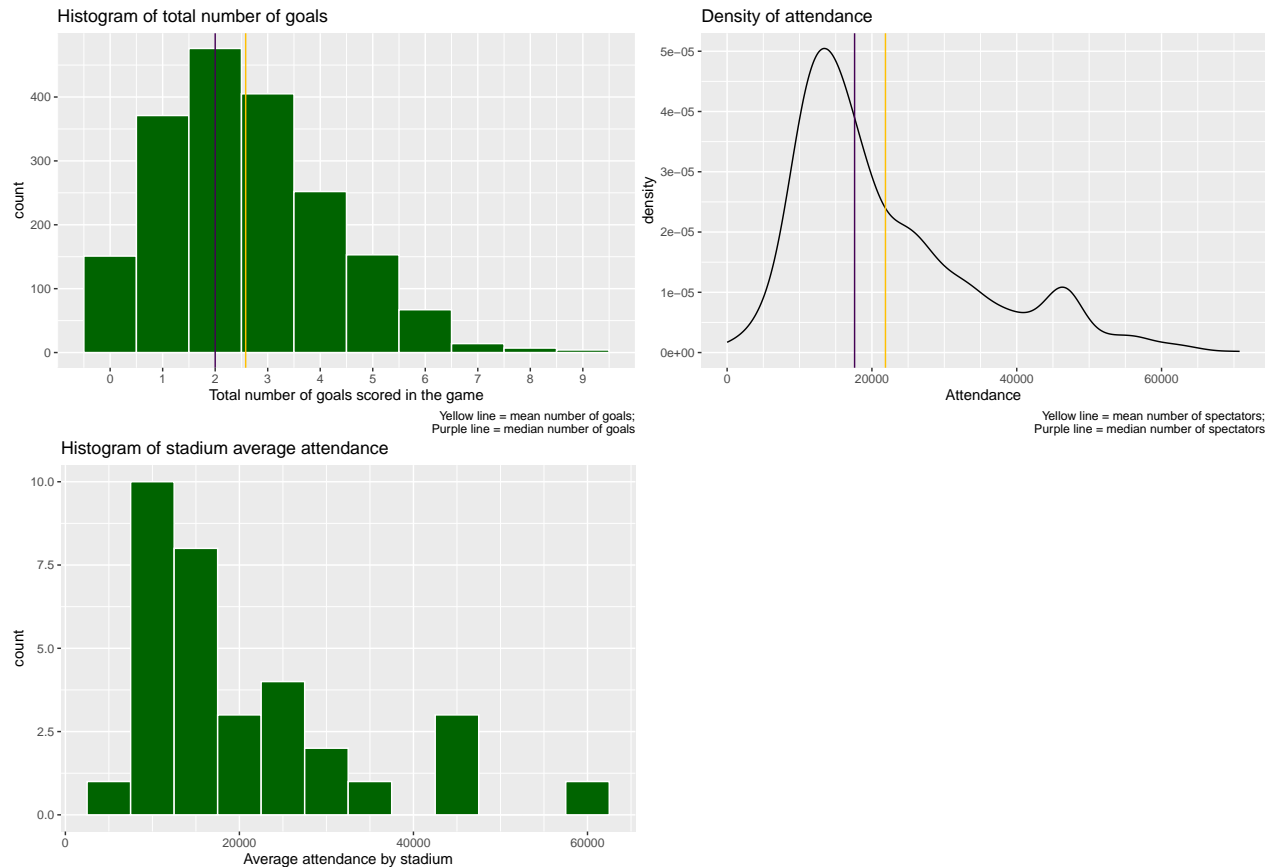 Histogram of total number of goals
count
400
300
200
100
0
0 1 2 3 4 5 6 7 8 9
Total number of goals scored in the game
Yellow line = mean number of goals;
Purple line = median number of goals
Density of attendance
density
5e−05
4e−05
3e−05
2e−05
1e−05
0e+00
0 20000 40000 60000
Attendance
Yellow line = mean number of spectators;
Purple line = median number of spectators
Histogram of stadium average attendance
count
10.0
7.5
5.0
2.5
0.0
0 20000 40000 60000
Average attendance by stadium